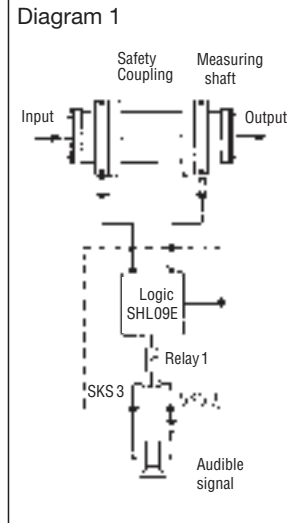 Diagram 1
Safety
Coupling
Measuring
shaft
Input
Output
Logic
SHL09E
Relay 1
SKS 3
Audible
signal